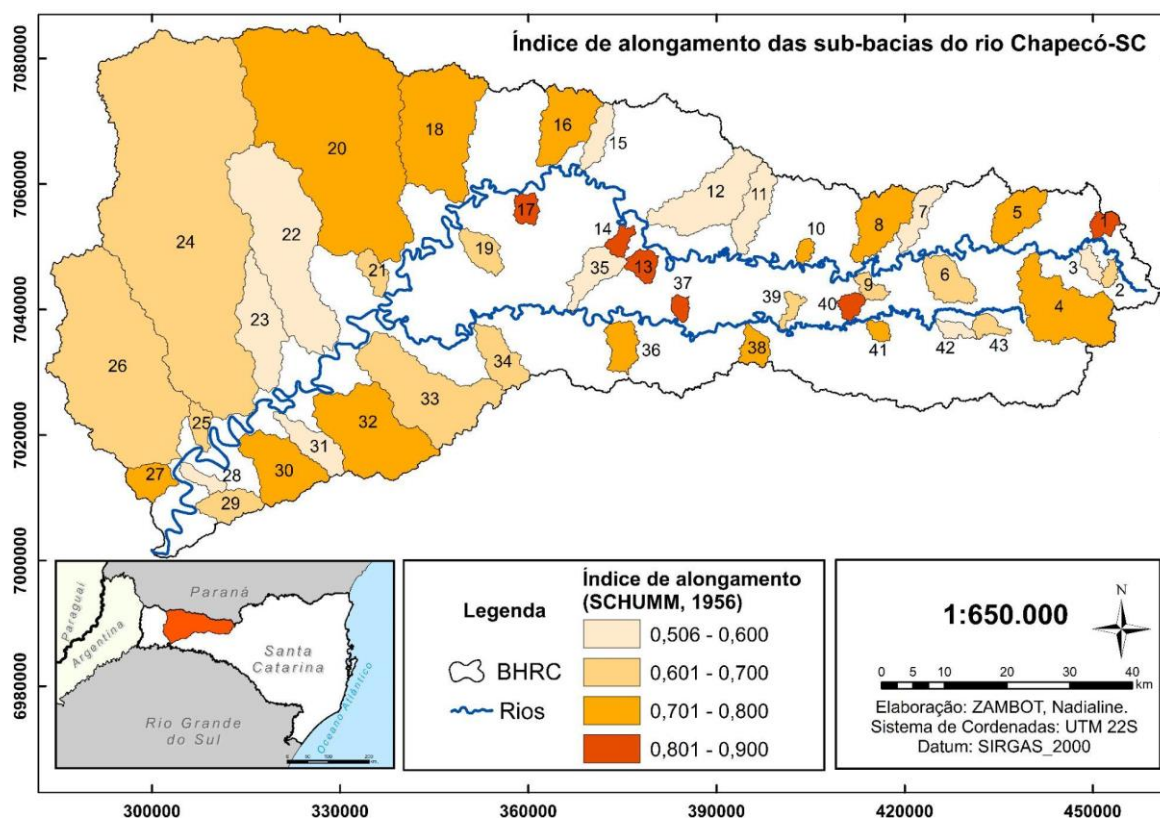 Índice de alongamento das sub-bacias do rio Chapecó-SC
7080000
7060000
7040000
7020000
7000000
6980000
20
18
16
15
24
12
11
17
10
8
7
5
1
22
14
19
35
13
21
37
6
3
2
9
23
39
40
4
26
36
38
41
42
43
34
33
25
32
31
27
28
30
29
Paraguai
Argentina
Paraná
Santa
Catarina
Rio Grande
do Sul
Oceano Atlântico
Legenda
BHRC
Rios
Índice de alongamento
(SCHUMM, 1956)
0,506 - 0,600
0,601 - 0,700
0,701 - 0,800
0,801 - 0,900
1:650.000
N
0 5 10 20 30 40
km
Elaboração: ZAMBOT, Nadialine.
Sistema de Cordenadas: UTM 22S
Datum: SIRGAS_2000
300000 330000 360000 390000 420000 450000